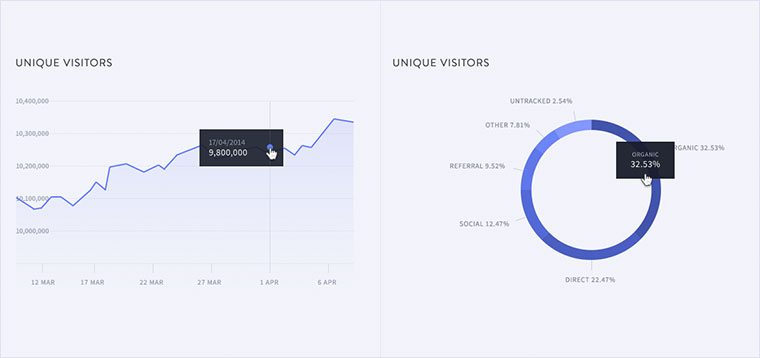 UNIQUE VISITORS
10,400,000
10,300,000
10,200,000
10,100,000
10,000,000
17/04/2014
9,800,000
12 MAR
17 MAR
22 MAR
27 MAR
1 APR
6 APR
UNIQUE VISITORS
UNTRACKED 2.54%
OTHER 7.81%
REFERRAL 9.52%
SOCIAL 12.47%
DIRECT 22.47%
ORGANIC
32.53%
RGANIC 32.53%